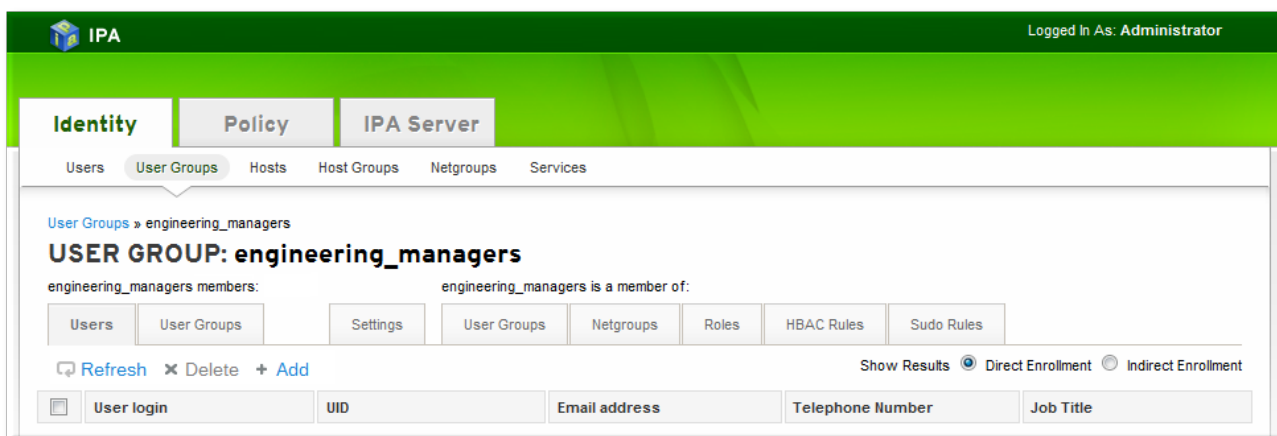 IPA Logged In As: Administrator
Identity Policy IPA Server
Users User Groups Hosts Host Groups Netgroups Services
User Groups » engineering_managers
USER GROUP: engineering_managers
engineering_managers members: engineering_managers is a member of:
Users User Groups Settings User Groups Netgroups Roles HBAC Rules Sudo Rules
Refresh Delete Add Show Results Direct Enrollment Indirect Enrollment
User login UID Email address Telephone Number Job Title